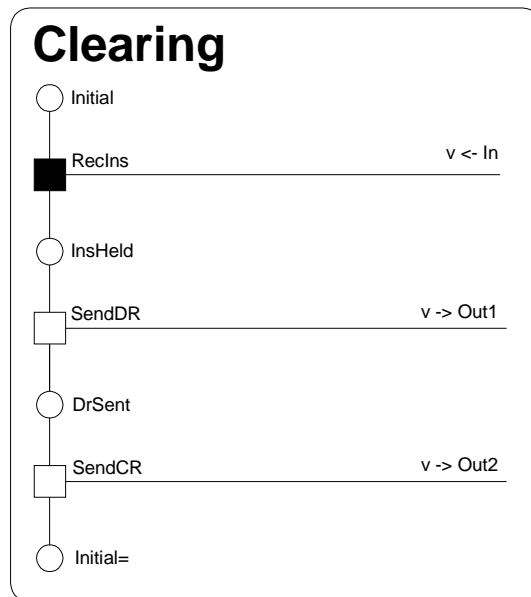 Clearing
Initial
RecIns
v <- In
InsHeld
SendDR
v -> Out1
DrSent
SendCR
v -> Out2
Initial=